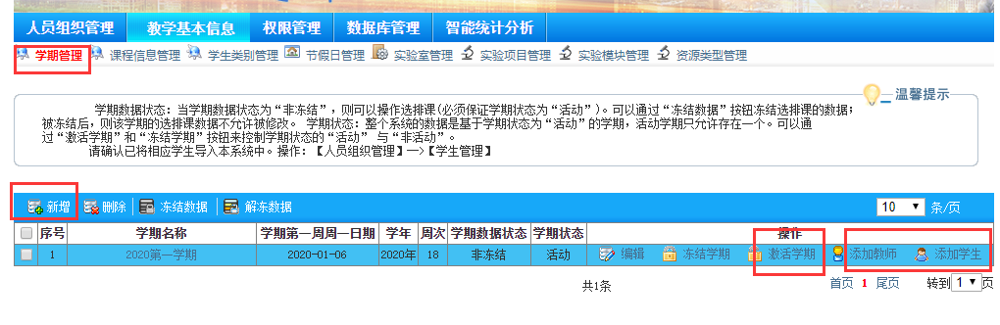 人员组织管理 教学基本信息 权限管理 数据库管理 智能统计分析
学期管理 课程信息管理 学生类别管理 节假日管理 实验室管理 实验项目管理 实验模块管理 资源类型管理
温馨提示
学期数据状态：当学期数据状态为“非冻结”，则可以操作选排课(必须保证学期状态为“活动”)。可以通过“冻结数据”按钮冻结选排课的数据；
被冻结后，则该学期的选排课数据不允许被修改。 学期状态：整个系统的数据是基于学期状态为“活动”的学期，活动学期只允许存在一个。可以通
过“激活学期”和“冻结学期”按钮来控制学期状态的“活动” 与“非活动”。
请确认已将相应学生导入本系统中。操作：【人员组织管理】—>【学生管理】
新增 删除 冻结数据 解冻数据 10 条/页
序号 学期名称 学期第一周周一日期 学年 周次 学期数据状态 学期状态 操作
1 2020第一学期 2020-01-06 2020年 18 非冻结 活动 编辑 冻结学期 激活学期 添加教师 添加学生
共1条 首页 1 尾页 转到 1 页